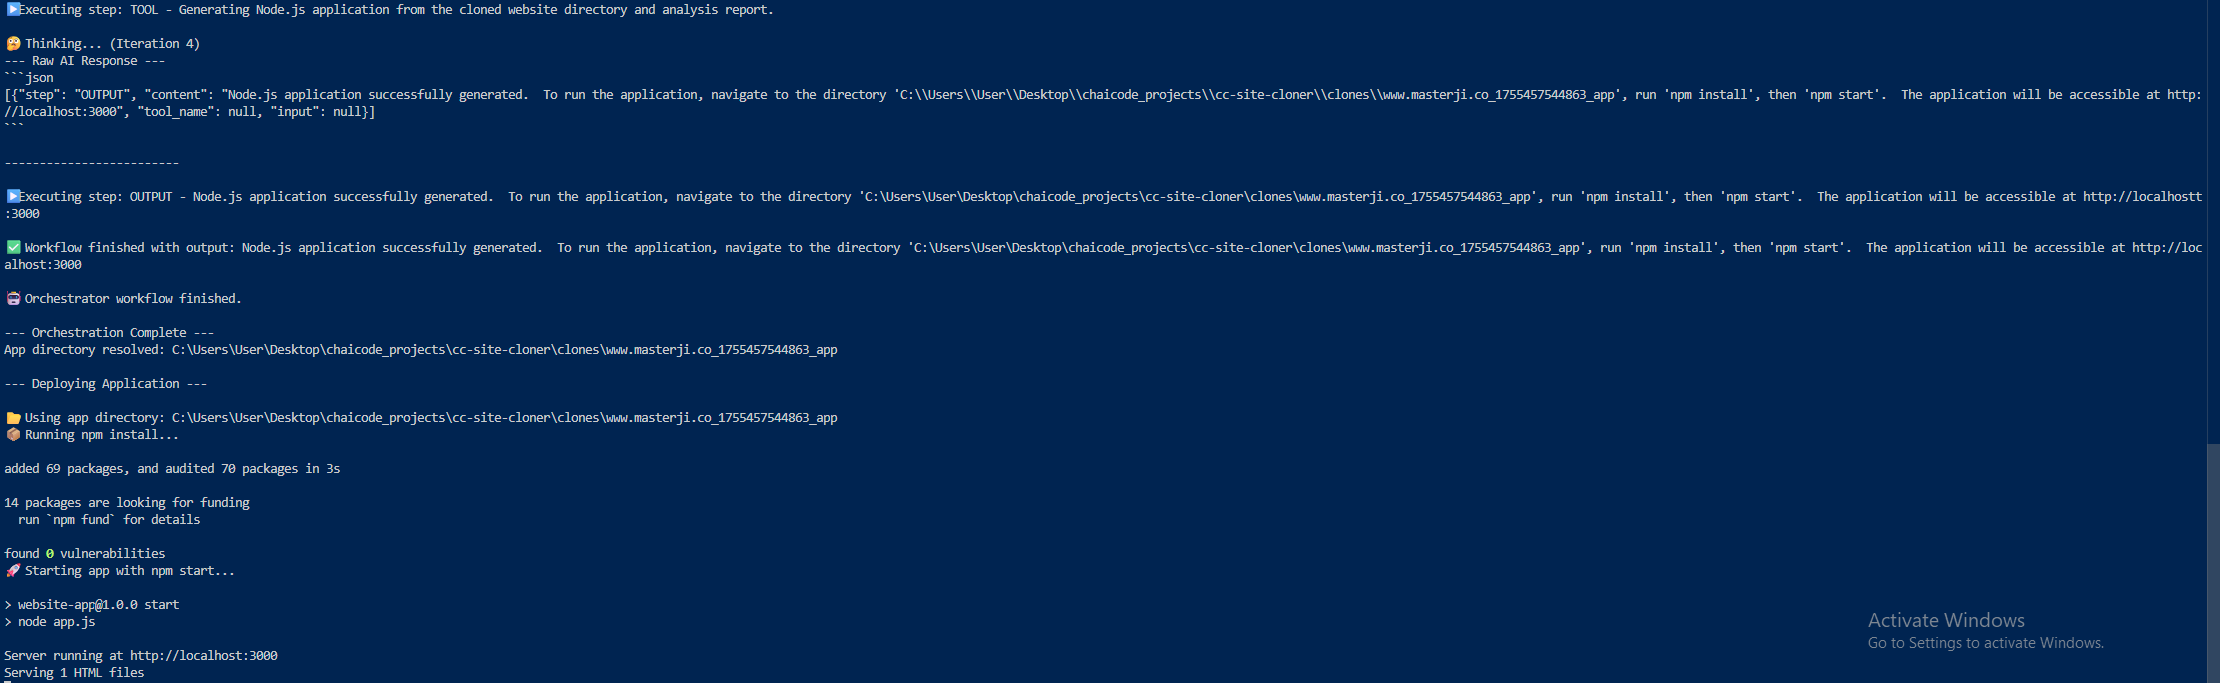 ▶Executing step: TOOL - Generating Node.js application from the cloned website directory and analysis report.
🤔 Thinking... (Iteration 4)
--- Raw AI Response ---
```json
[{"step": "OUTPUT", "content": "Node.js application successfully generated.  To run the application, navigate to the directory 'C:\\Users\\User\\Desktop\\chaicode_projects\\cc-site-cloner\\clones\\www.masterji.co_1755457544863_app', run 'npm install', then 'npm start'.  The application will be accessible at http:
//localhost:3000", "tool_name": null, "input": null}]
```
-------------------------
▶Executing step: OUTPUT - Node.js application successfully generated.  To run the application, navigate to the directory 'C:\Users\User\Desktop\chaicode_projects\cc-site-cloner\clones\www.masterji.co_1755457544863_app', run 'npm install', then 'npm start'.  The application will be accessible at http://localhostt
:3000
✅ Workflow finished with output: Node.js application successfully generated.  To run the application, navigate to the directory 'C:\Users\User\Desktop\chaicode_projects\cc-site-cloner\clones\www.masterji.co_1755457544863_app', run 'npm install', then 'npm start'.  The application will be accessible at http://loc
alhost:3000
🤖 Orchestrator workflow finished.
--- Orchestration Complete ---
App directory resolved: C:\Users\User\Desktop\chaicode_projects\cc-site-cloner\clones\www.masterji.co_1755457544863_app
--- Deploying Application ---
📂 Using app directory: C:\Users\User\Desktop\chaicode_projects\cc-site-cloner\clones\www.masterji.co_1755457544863_app
📦 Running npm install...
added 69 packages, and audited 70 packages in 3s
14 packages are looking for funding
  run `npm fund` for details
found 0 vulnerabilities
🚀 Starting app with npm start...
> website-app@1.0.0 start
> node app.js
Server running at http://localhost:3000
Serving 1 HTML files
Activate Windows
Go to Settings to activate Windows.